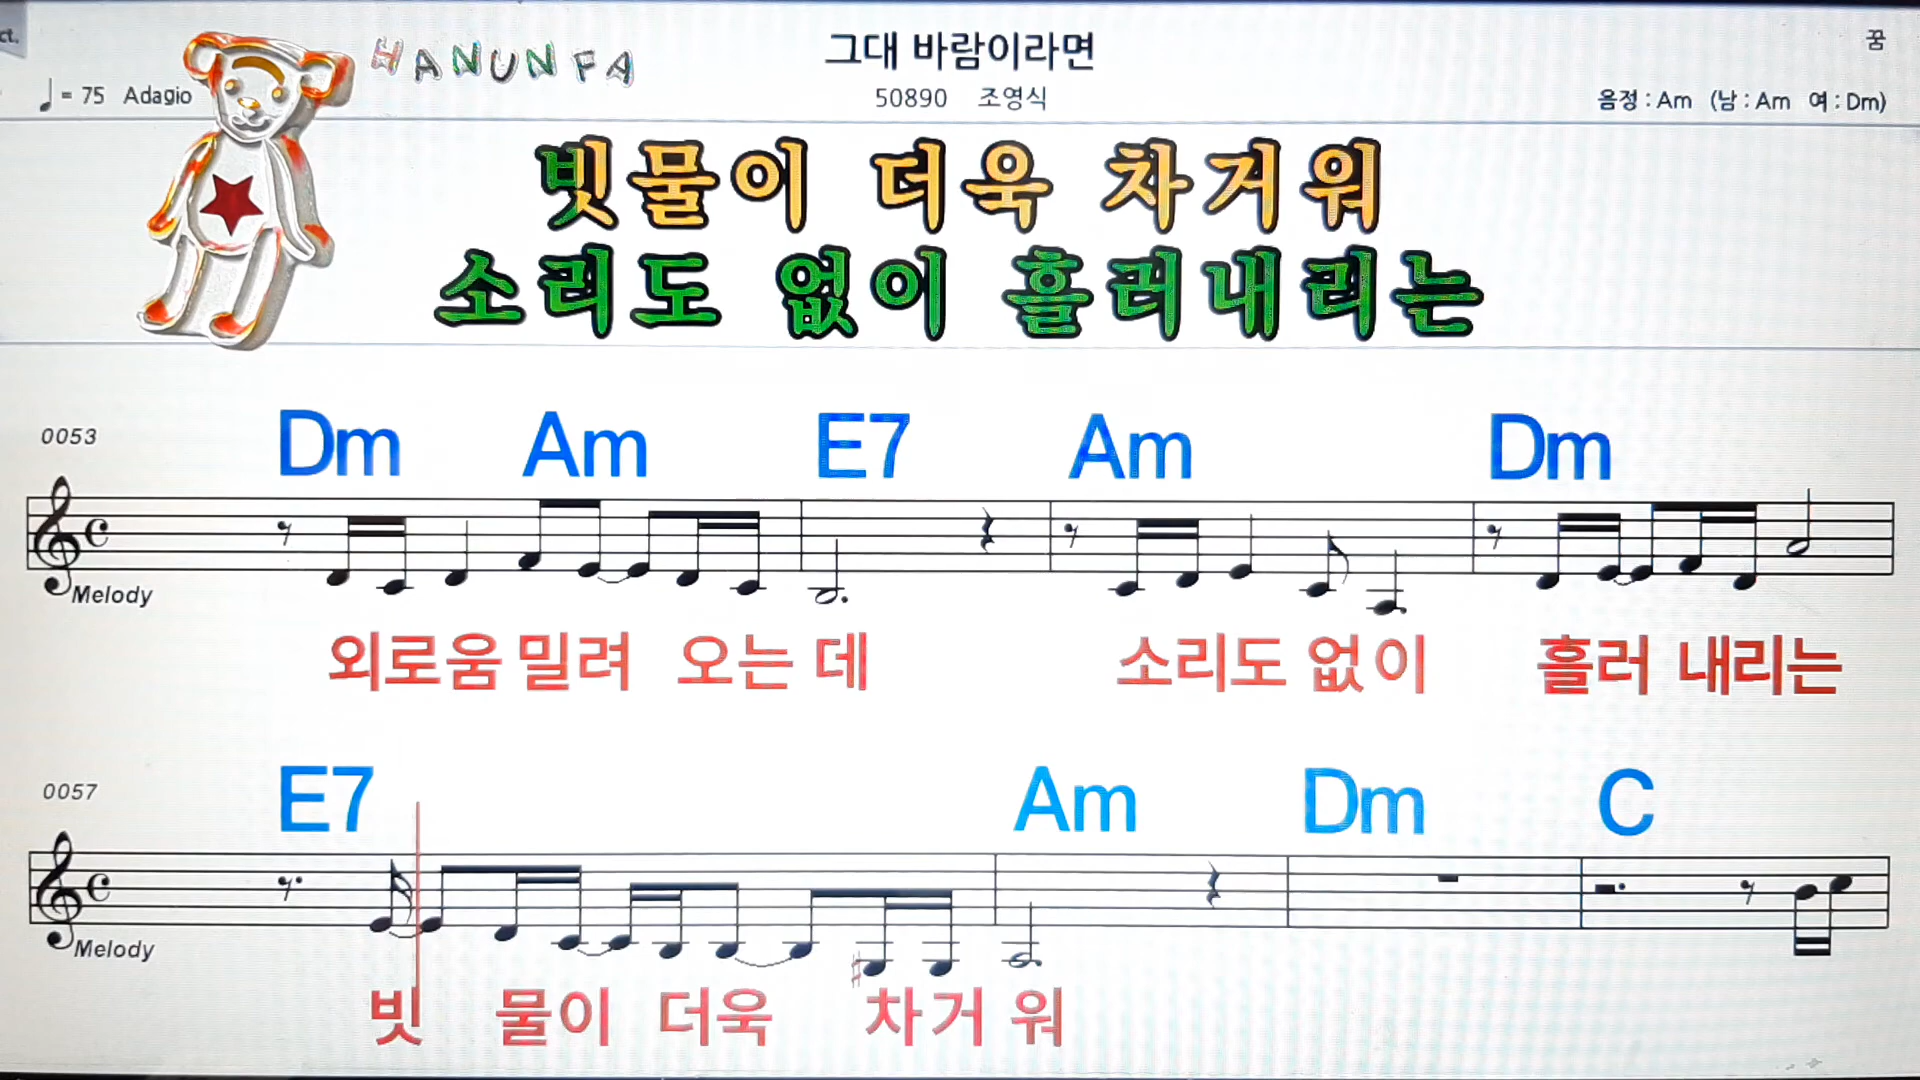 ct.
HANUNFA
그대 바람이라면
꿈
= 75 Adagio
50890 조영식
음정 : Am (남 : Am 여 : Dm)
빗물이 더욱 차거워
소리도 없이 흘러내리는
0053
Dm Am E7 Am Dm
Melody
외로움 밀려 오는 데 소리도 없이 흘러 내리는
0057
E7 Am Dm C
Melody
빗 물이 더욱 차거 워